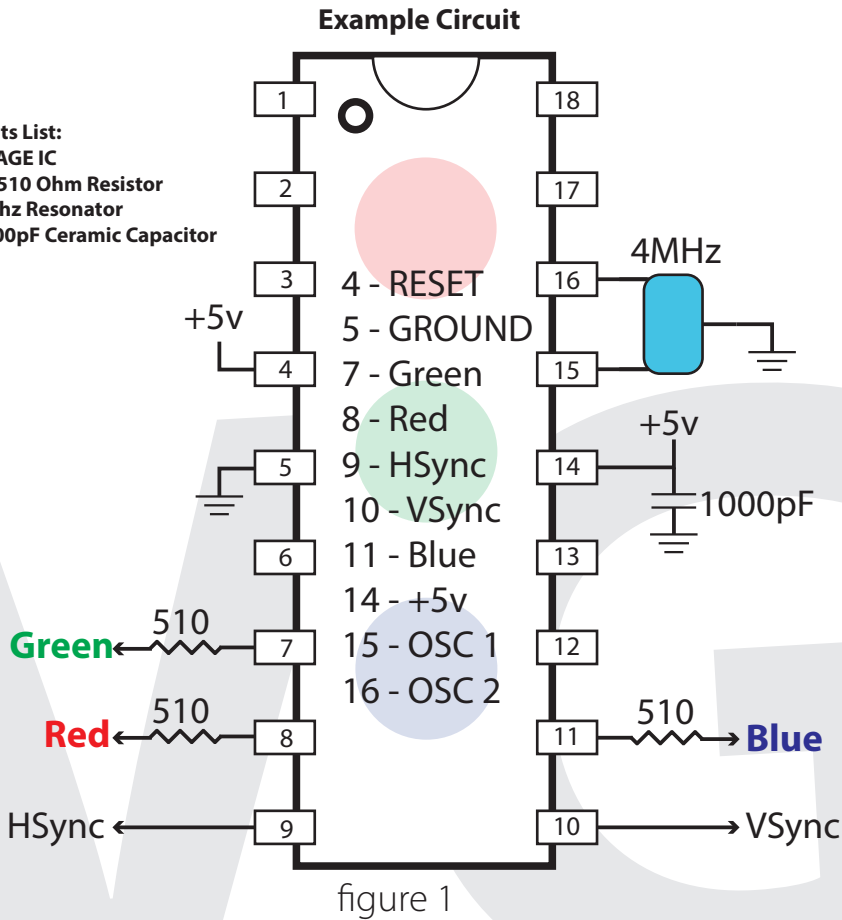 Example Circuit
ts List:
AGE IC
510 Ohm Resistor
hz Resonator
00pF Ceramic Capacitor
1
2
3
+5v
4
5
6
510
Green
7
510
Red
8
HSync
9
4 - RESET
5 - GROUND
7 - Green
8 - Red
9 - HSync
10 - VSync
11 - Blue
14 - +5v
15 - OSC 1
16 - OSC 2
18
17
4MHz
16
15
+5v
14
1000pF
13
12
510
11
Blue
10
VSync
figure 1